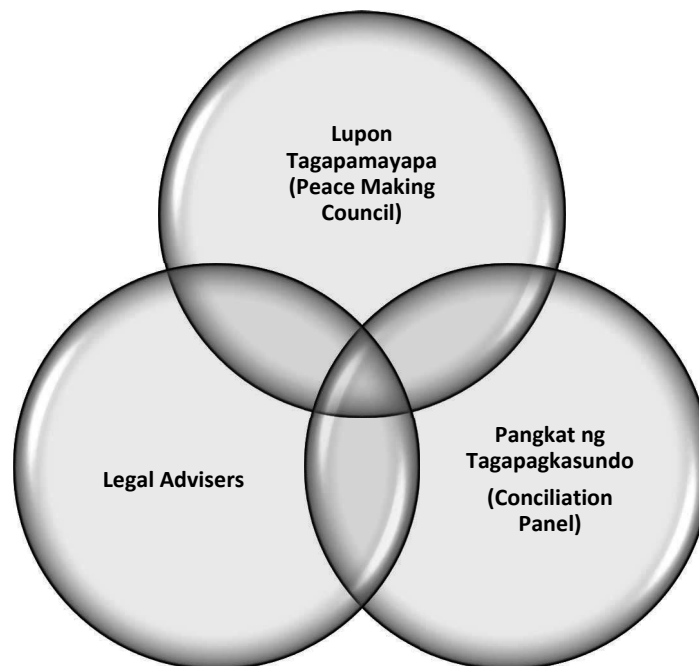 Lupon
Tagapamayapa
(Peace Making
Council)
Legal Advisers
Pangkat ng
Tagapagkasundo
(Conciliation
Panel)